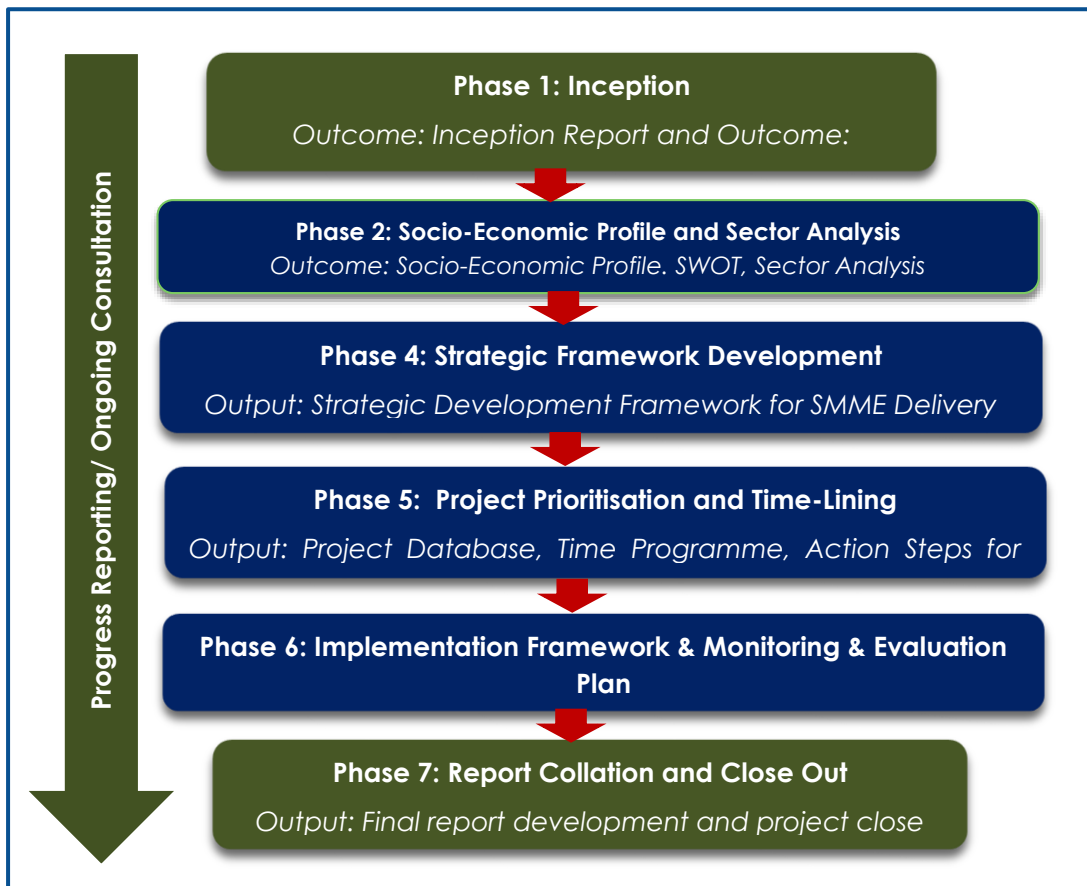 Progress Reporting/ Ongoing Consultation
Phase 1: Inception
Outcome: Inception Report and Outcome:
Phase 2: Socio-Economic Profile and Sector Analysis
Outcome: Socio-Economic Profile. SWOT, Sector Analysis
Phase 4: Strategic Framework Development
Output: Strategic Development Framework for SMME Delivery
Phase 5: Project Prioritisation and Time-Lining
Output: Project Database, Time Programme, Action Steps for
Phase 6: Implementation Framework & Monitoring & Evaluation
Plan
Phase 7: Report Collation and Close Out
Output: Final report development and project close